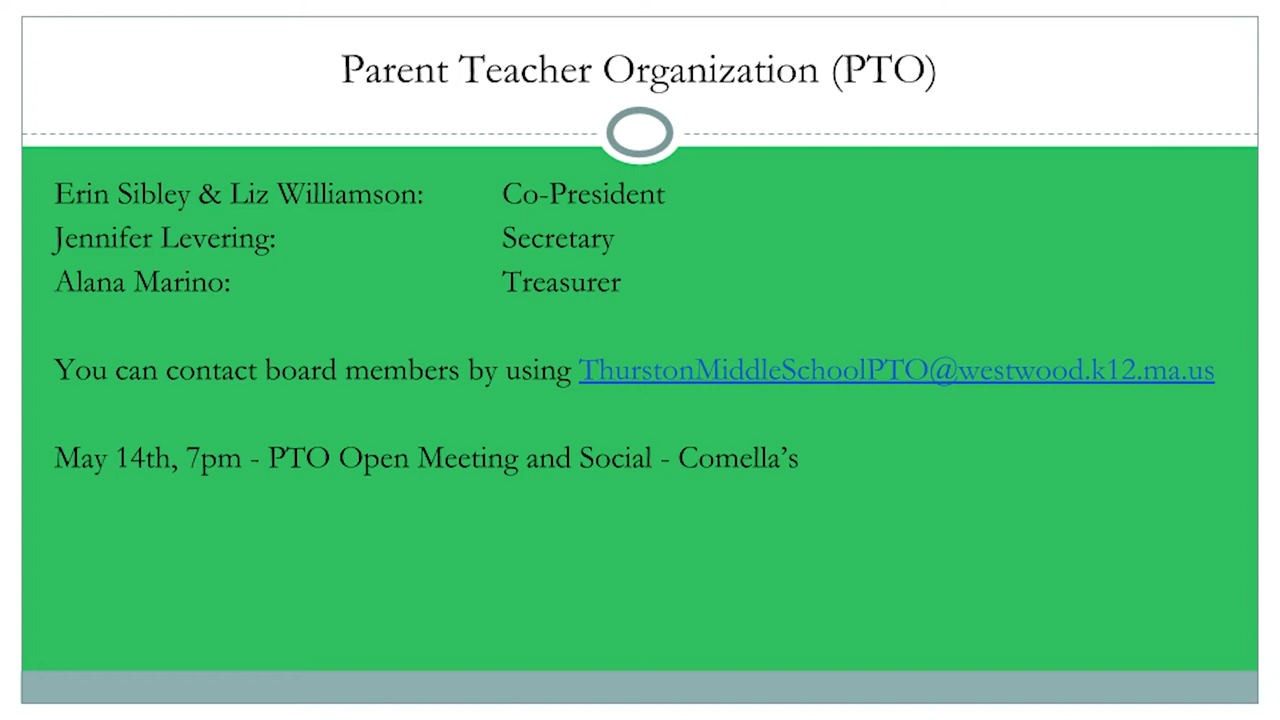 Parent Teacher Organization (PTO)
Erin Sibley & Liz Williamson: Co-President
Jennifer Levering: Secretary
Alana Marino: Treasurer
You can contact board members by using ThurstonMiddleSchoolPTO@westwood.k12.ma.us
May 14th, 7pm - PTO Open Meeting and Social - Comella’s